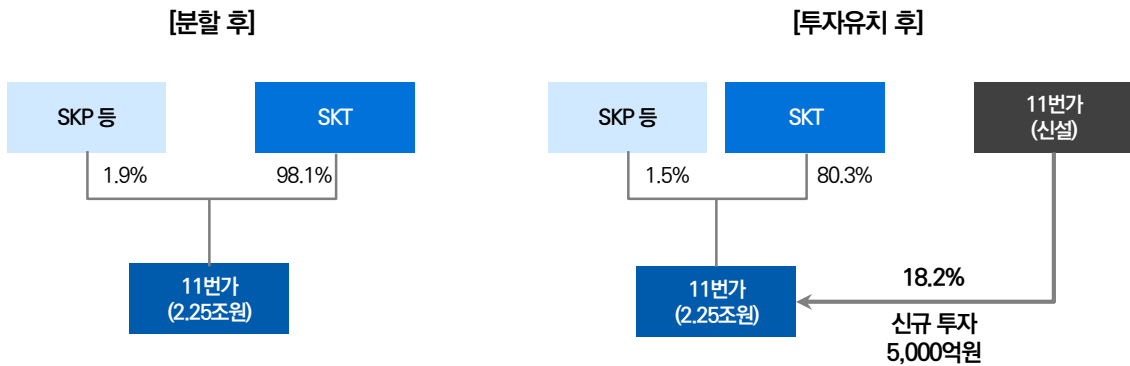 [분할 후]
SKP 등
SKT
1.9%
98.1%
11번가
(2.25조원)
[투자유치 후]
SKP 등
SKT
11번가
(신설)
1.5%
80.3%
11번가
(2.25조원)
18.2%
신규 투자
5,000억원